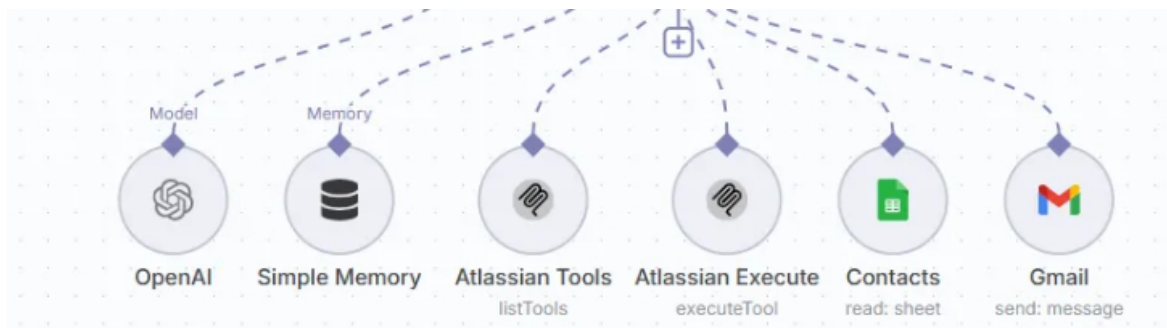 Model Memory
OpenAI Simple Memory Atlassian Tools Atlassian Execute Contacts Gmail
listTools executeTool read: sheet send: message